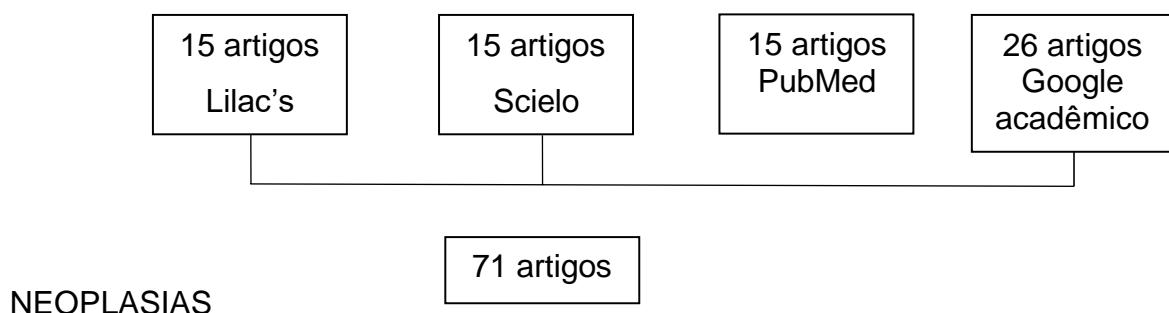 15 artigos
Lilac’s
15 artigos
Scielo
15 artigos
PubMed
26 artigos
Google
acadêmico
71 artigos
NEOPLASIAS